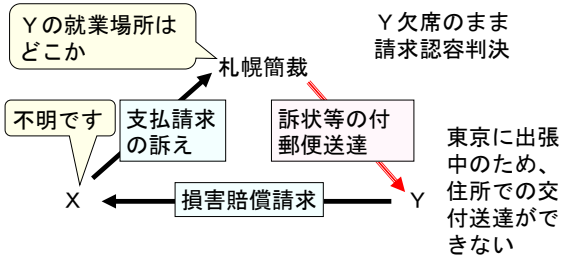 Ｙの就業場所は
どこか
Ｙ欠席のまま
請求認容判決
札幌簡裁
不明です
支払請求
の訴え
訴状等の付
郵便送達
東京に出張
中のため、
住所での交
付送達がで
きない
Ｘ
損害賠償請求
Ｙ